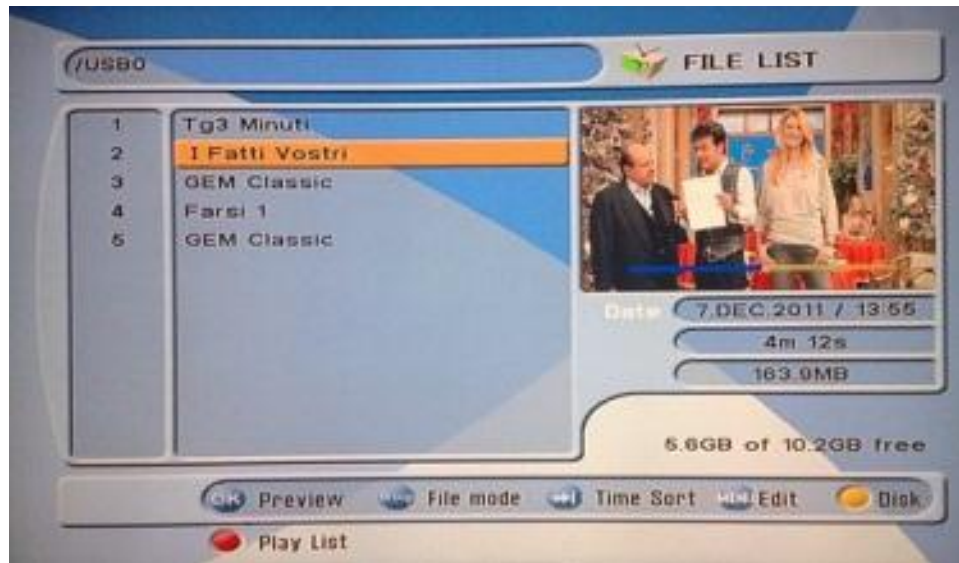 /USB0
FILE LIST
1 Tg3 Minuti
2 I Fatti Vostri
3 GEM Classic
4 Farsi 1
5 GEM Classic
Date 7.DEC.2011 / 13:55
4m 12s
163.9MB
5.6GB of 10.2GB free
OK Preview File mode Time Sort Edit Disk
Play List